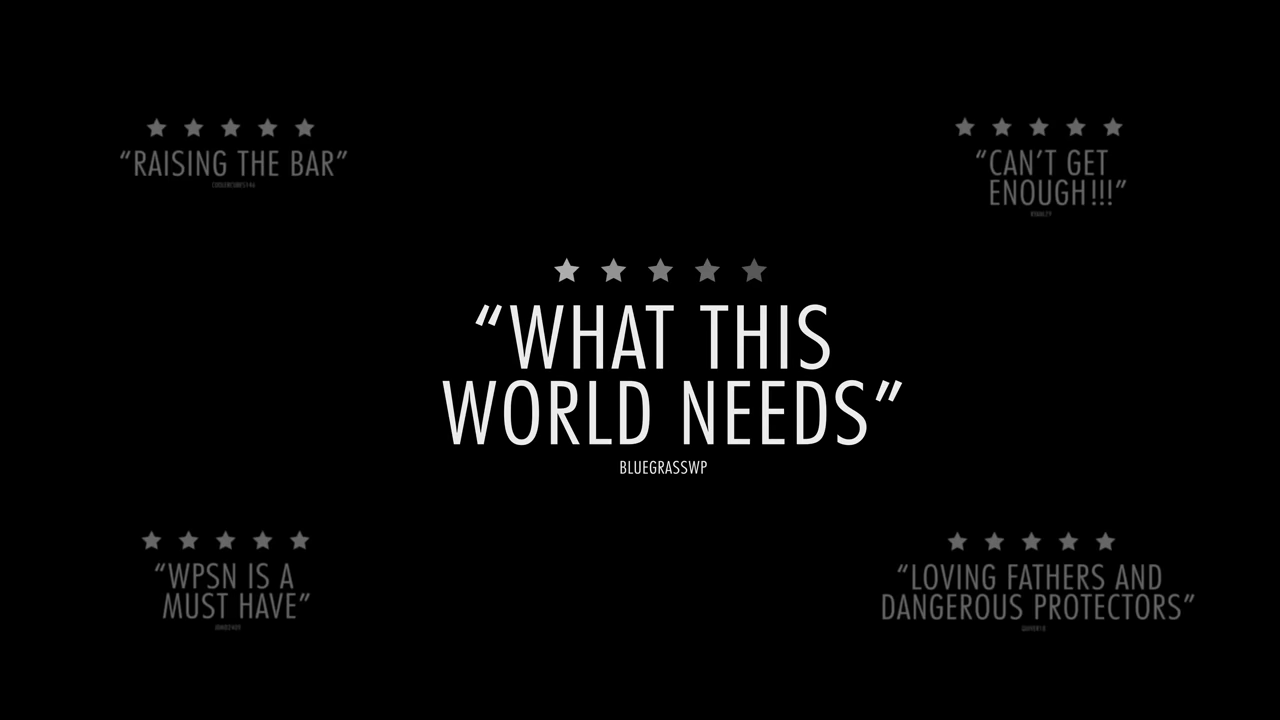 “RAISING THE BAR”
“CAN’T GET
ENOUGH!!!”
“WHAT THIS
WORLD NEEDS”
BLUEGRASSWP
“WPSN IS A
MUST HAVE”
“LOVING FATHERS AND
DANGEROUS PROTECTORS”